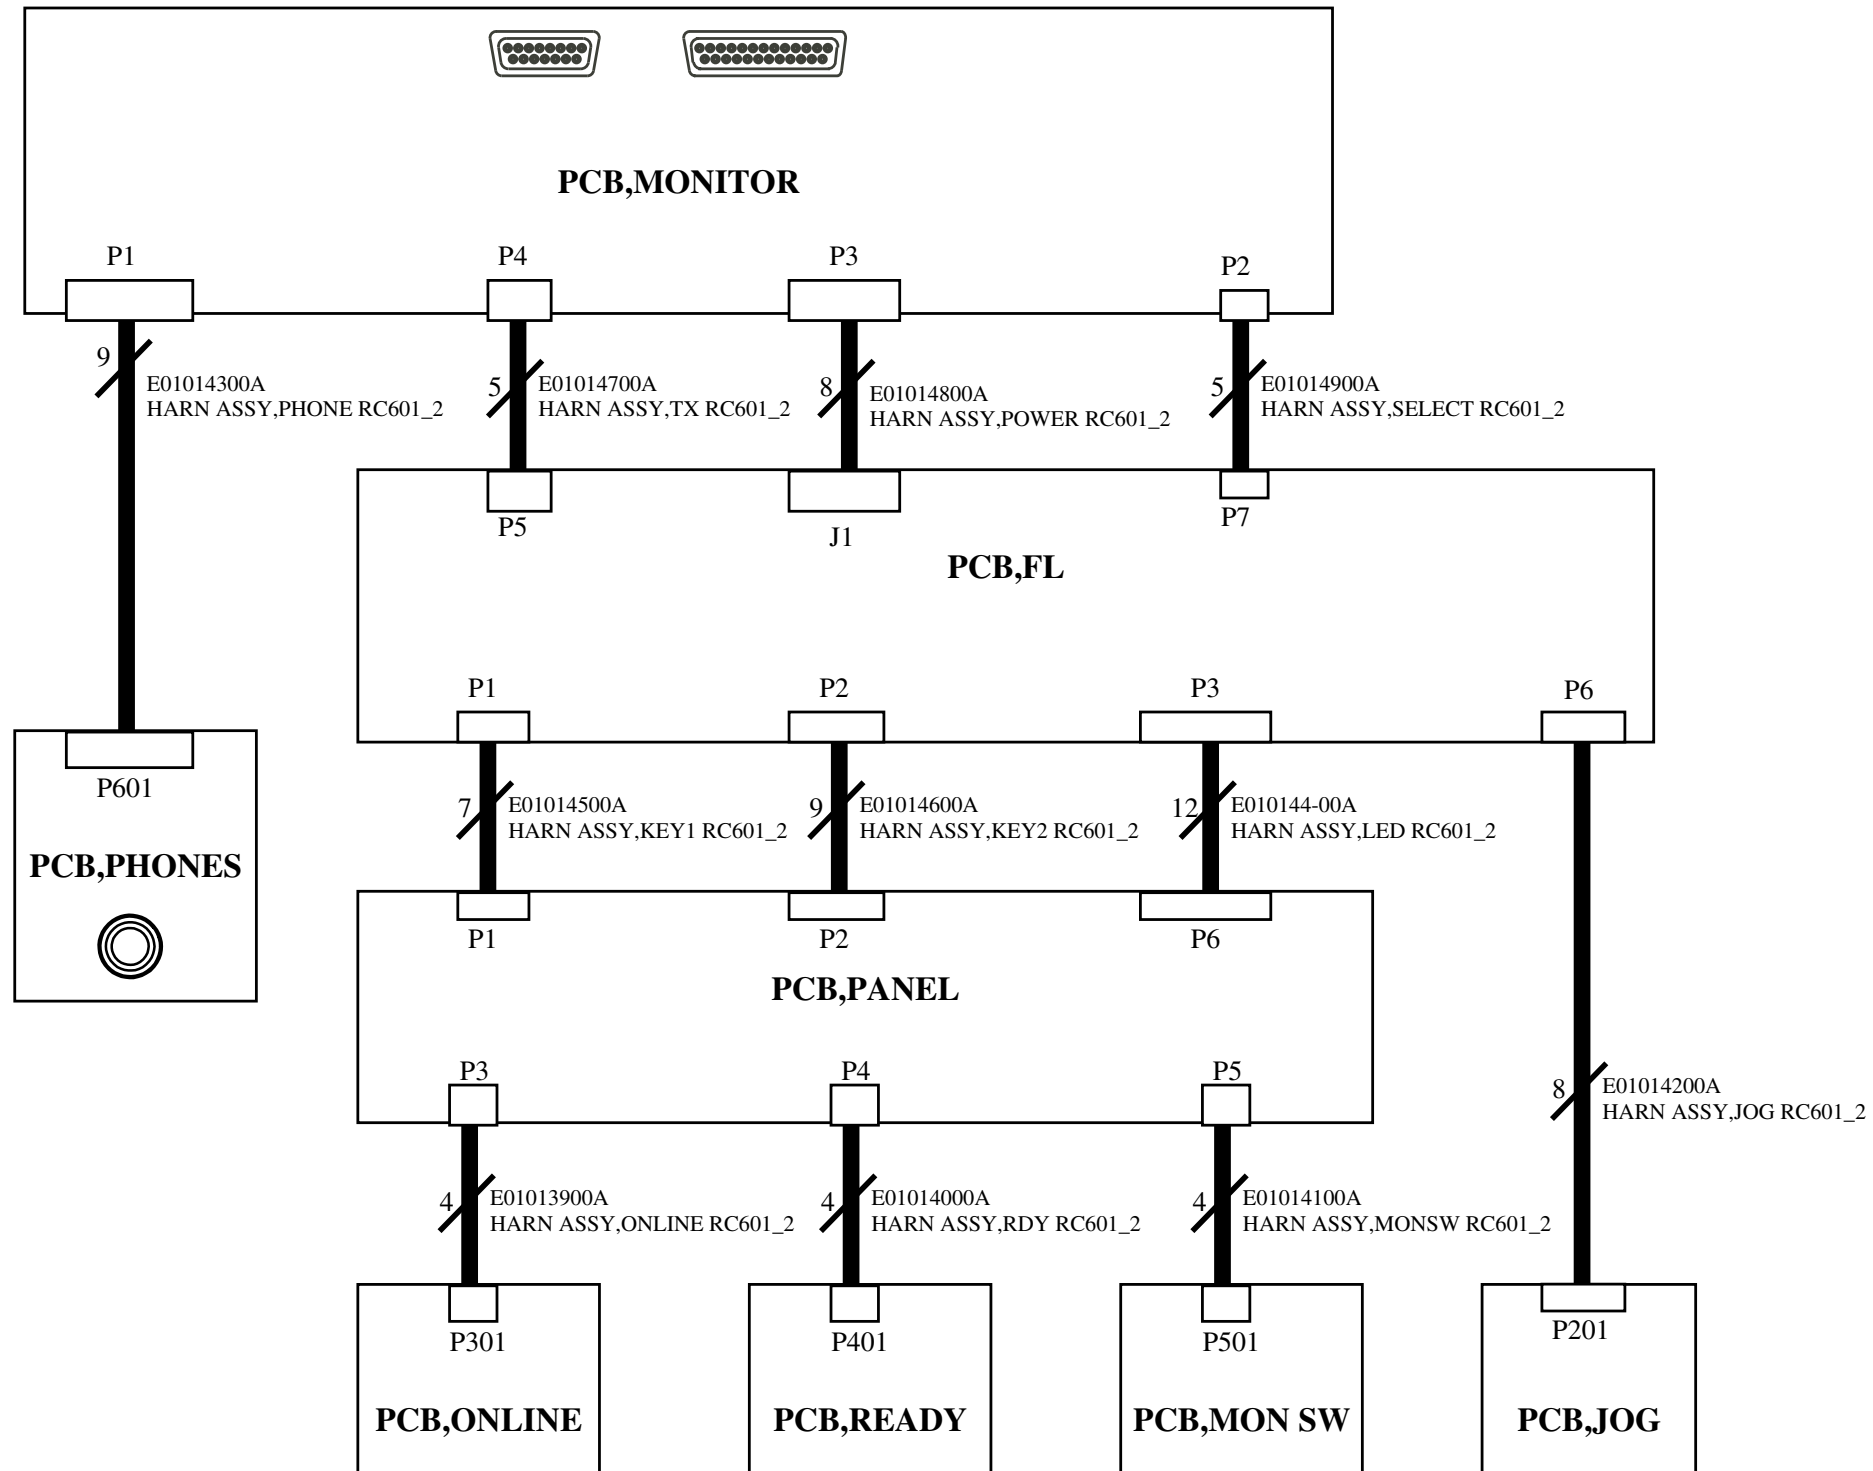 PCB,MONITOR
P1
P4
P3
P2
9
E01014300A
HARN ASSY,PHONE RC601_2
5
E01014700A
HARN ASSY,TX RC601_2
8
E01014800A
HARN ASSY,POWER RC601_2
5
E01014900A
HARN ASSY,SELECT RC601_2
P5
J1
P7
PCB,FL
P1
P2
P3
P6
P601
PCB,PHONES
7
E01014500A
HARN ASSY,KEY1 RC601_2
9
E01014600A
HARN ASSY,KEY2 RC601_2
12
E010144-00A
HARN ASSY,LED RC601_2
P1
P2
P6
PCB,PANEL
P3
P4
P5
8
E01014200A
HARN ASSY,JOG RC601_2
4
E01013900A
HARN ASSY,ONLINE RC601_2
4
E01014000A
HARN ASSY,RDY RC601_2
4
E01014100A
HARN ASSY,MONSW RC601_2
P301
P401
P501
P201
PCB,ONLINE
PCB,READY
PCB,MON SW
PCB,JOG